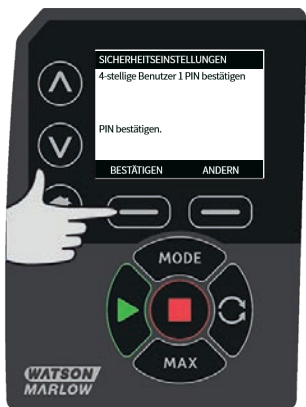 SICHERHEITSEINSTELLUNGEN
4-stellige Benutzer 1 PIN bestätigen
PIN bestätigen.
BESTÄTIGEN ANDERN
MODE
MAX
WATSON
MARLOW